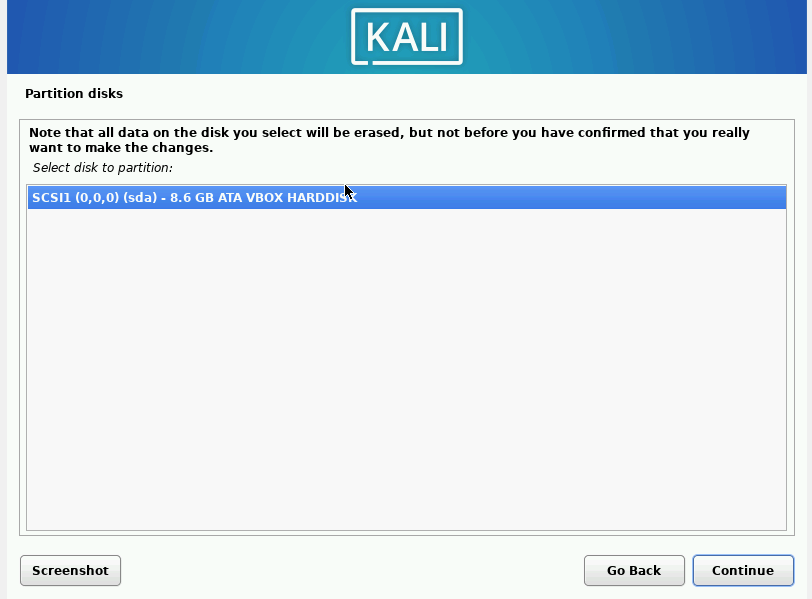 KALI
Partition disks
Note that all data on the disk you select will be erased, but not before you have confirmed that you really
want to make the changes.
Select disk to partition:
SCSI1 (0,0,0) (sda) - 8.6 GB ATA VBOX HARDDISK
Screenshot
Go Back
Continue